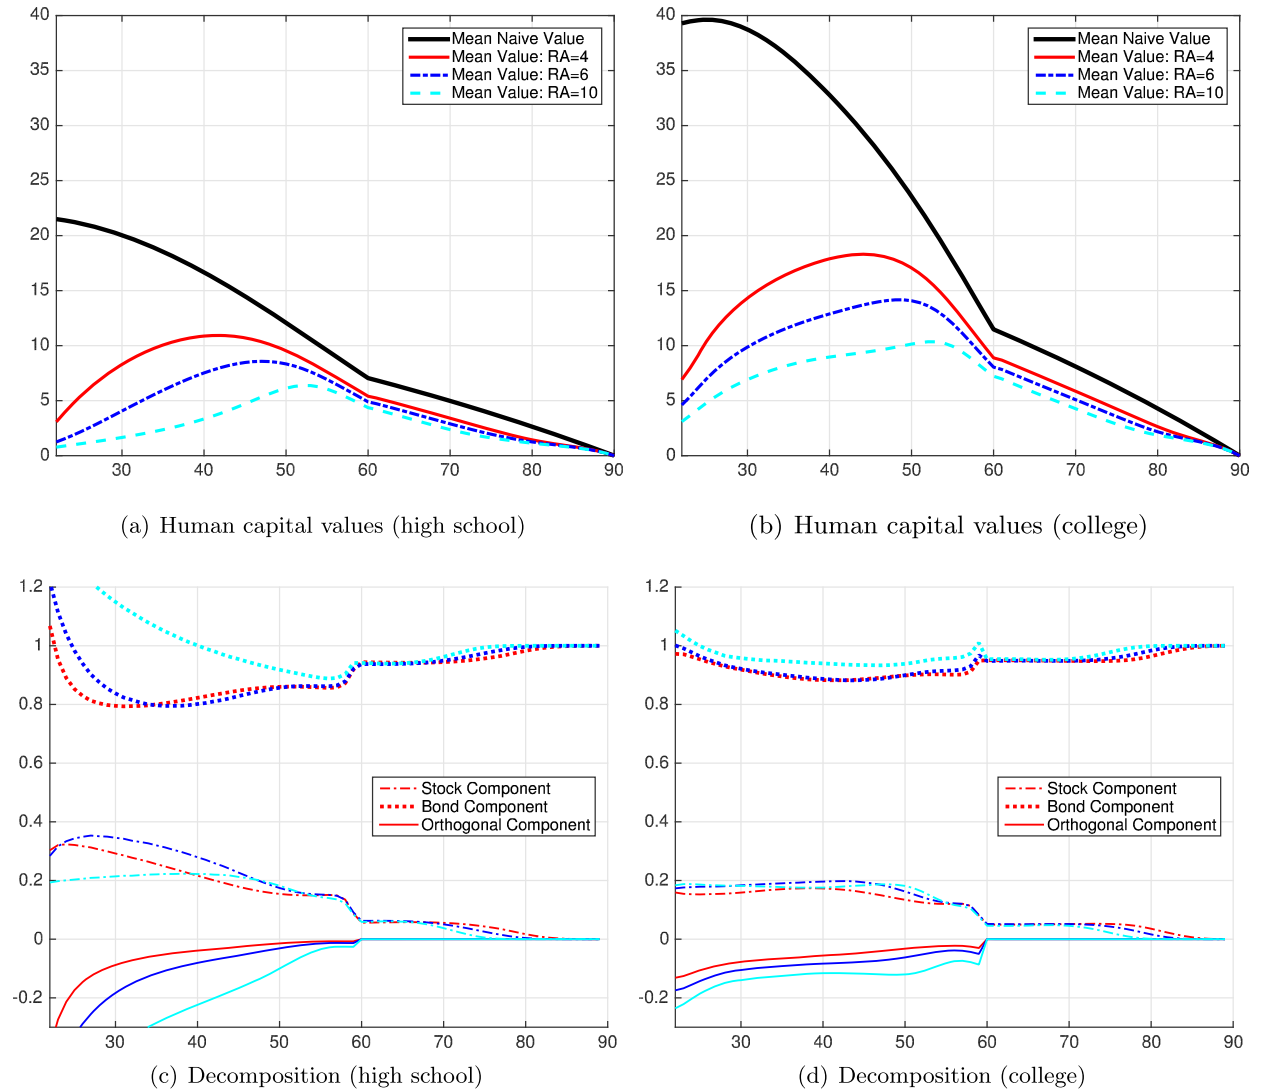 40
35
30
25
20
15
10
5
0
30 40 50 60 70 80 90
Mean Naive Value
Mean Value: RA=4
Mean Value: RA=6
Mean Value: RA=10
(a) Human capital values (high school)
40
35
30
25
20
15
10
5
0
30 40 50 60 70 80 90
Mean Naive Value
Mean Value: RA=4
Mean Value: RA=6
Mean Value: RA=10
(b) Human capital values (college)
1.2
1
0.8
0.6
0.4
0.2
0
-0.2
30 40 50 60 70 80 90
Stock Component
Bond Component
Orthogonal Component
(c) Decomposition (high school)
1.2
1
0.8
0.6
0.4
0.2
0
-0.2
30 40 50 60 70 80 90
Stock Component
Bond Component
Orthogonal Component
(d) Decomposition (college)